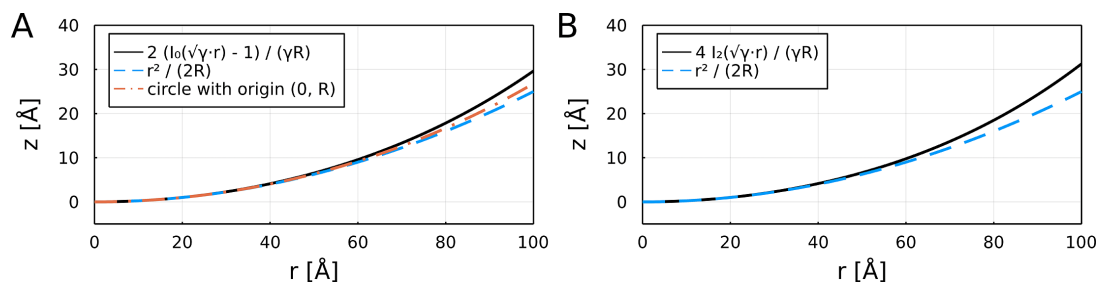 A
40
30
20
10
0
z [Å]
2 (I₀(√γ·r) - 1) / (γR)
r² / (2R)
circle with origin (0, R)
0 20 40 60 80 100
r [Å]
B
40
30
20
10
0
z [Å]
4 I₂(√γ·r) / (γR)
r² / (2R)
0 20 40 60 80 100
r [Å]